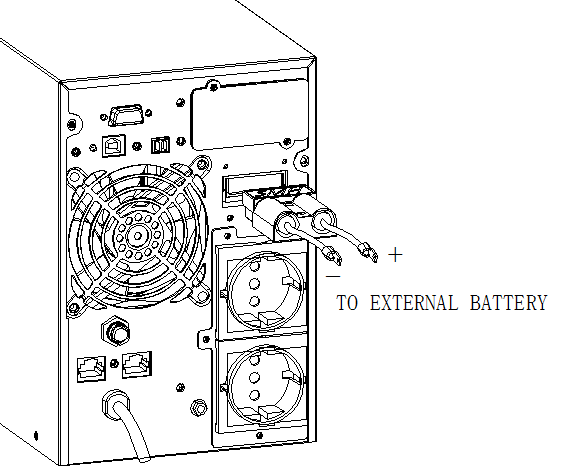 +
−
TO EXTERNAL BATTERY